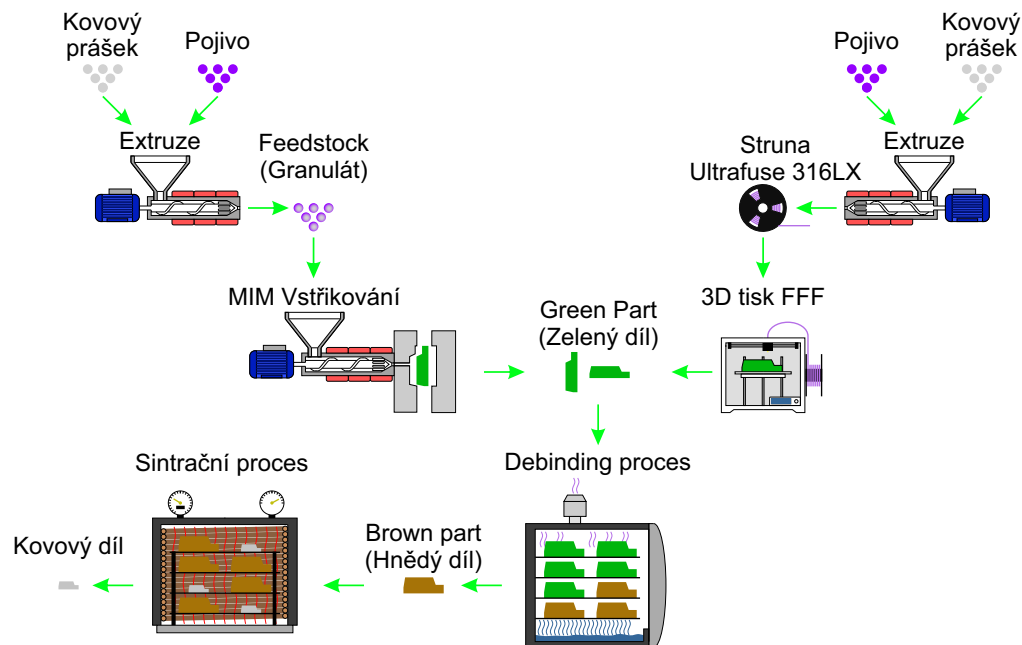 Kovový
prášek
Pojivo
Pojivo
Kovový
prášek
Extruze
Feedstock
(Granulát)
Struna
Ultrafuse 316LX
Extruze
MIM Vstřikování
Green Part
(Zelený díl)
3D tisk FFF
Sintrační proces
Debinding proces
Kovový díl
Brown part
(Hnědý díl)